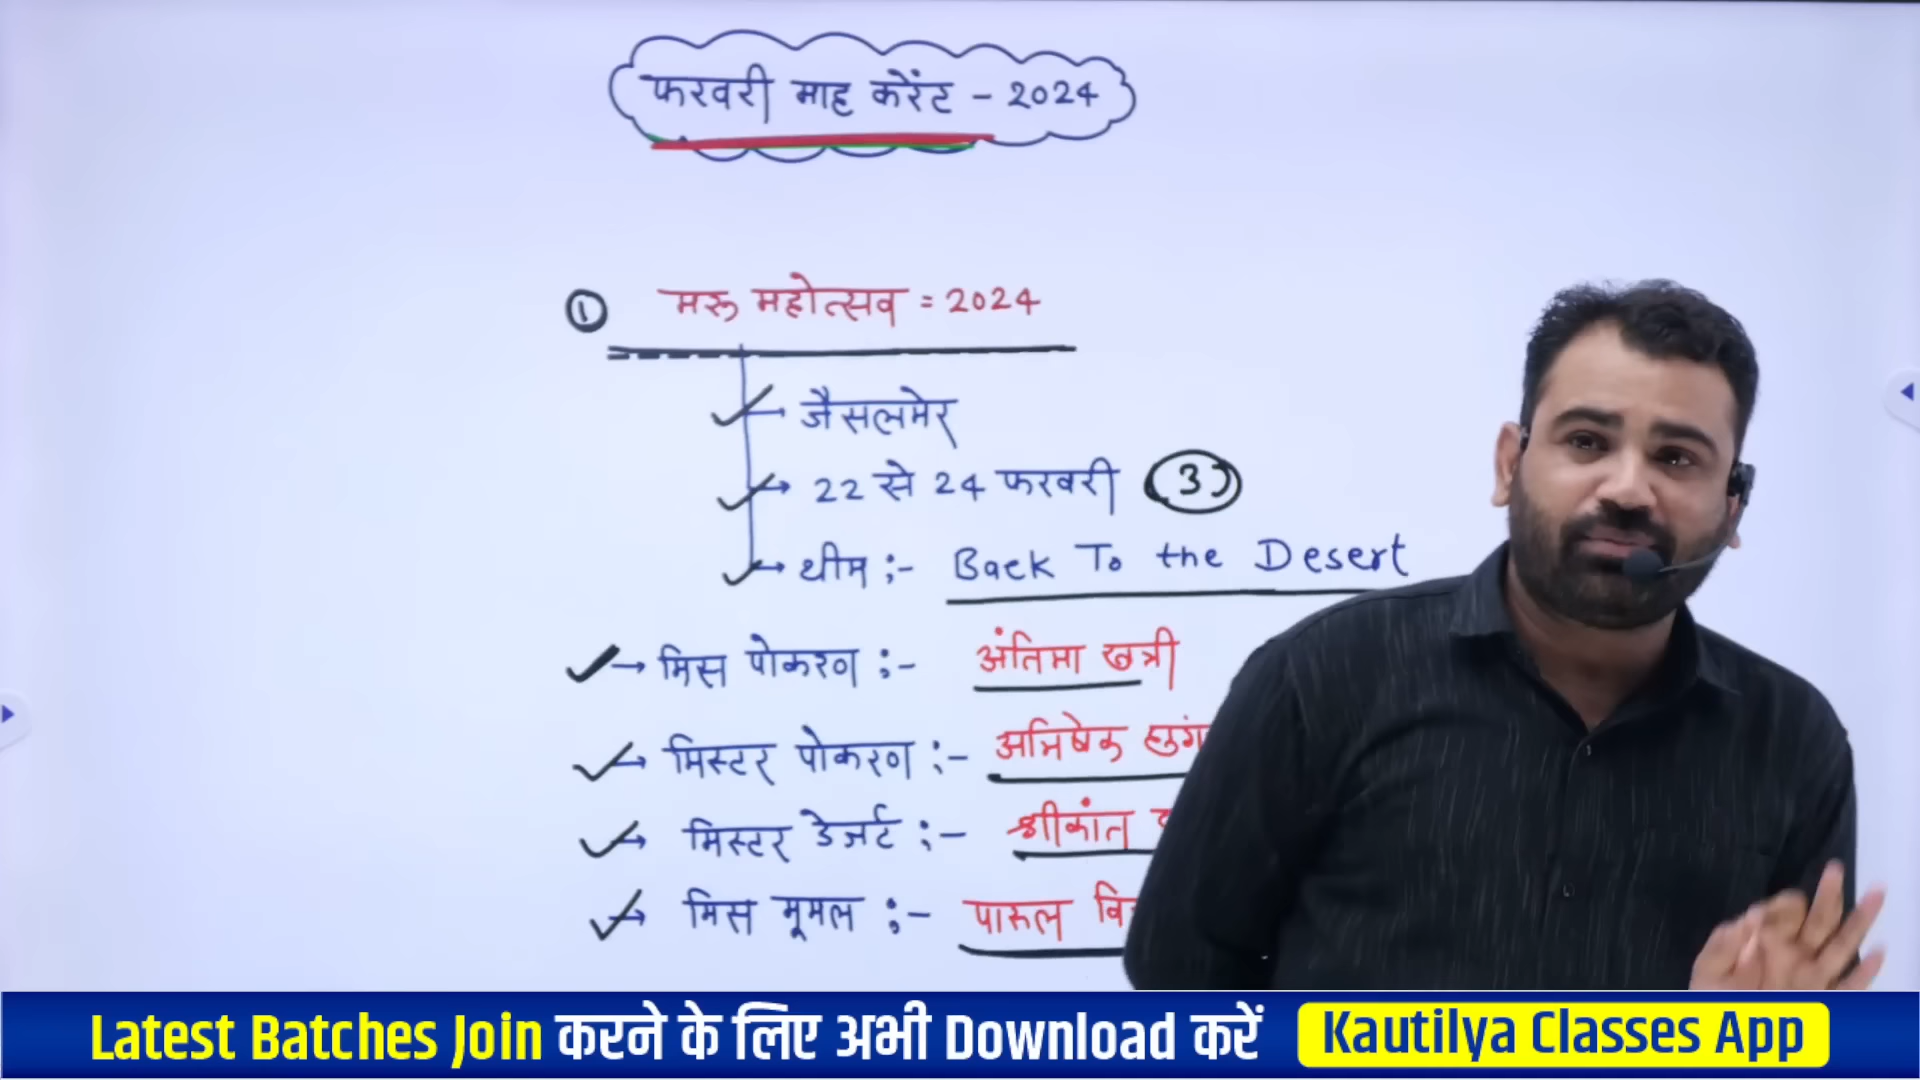 फरवरी माह करेंट - 2024
① मरु महोत्सव = 2024
→ जैसलमेर
→ 22 से 24 फरवरी ③
→ थीम :- Back To the Desert
→ मिस पोकरण :- अंतिमा खत्री
→ मिस्टर पोकरण :- अभिषेक
→ मिस्टर डेजर्ट :- श्रीकांत
→ मिस मूमल :- पारुल
Latest Batches Join करने के लिए अभी Download करें Kautilya Classes App